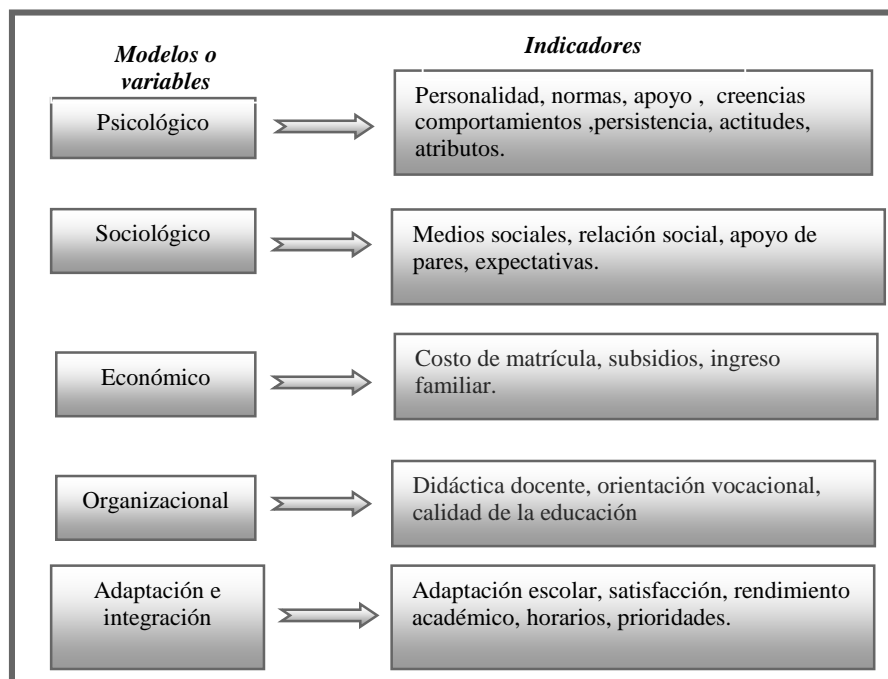 Modelos o
variables
Indicadores
Psicológico
Personalidad, normas, apoyo , creencias
comportamientos ,persistencia, actitudes,
atributos.
Sociológico
Medios sociales, relación social, apoyo de
pares, expectativas.
Económico
Costo de matrícula, subsidios, ingreso
familiar.
Organizacional
Didáctica docente, orientación vocacional,
calidad de la educación
Adaptación e
integración
Adaptación escolar, satisfacción, rendimiento
académico, horarios, prioridades.